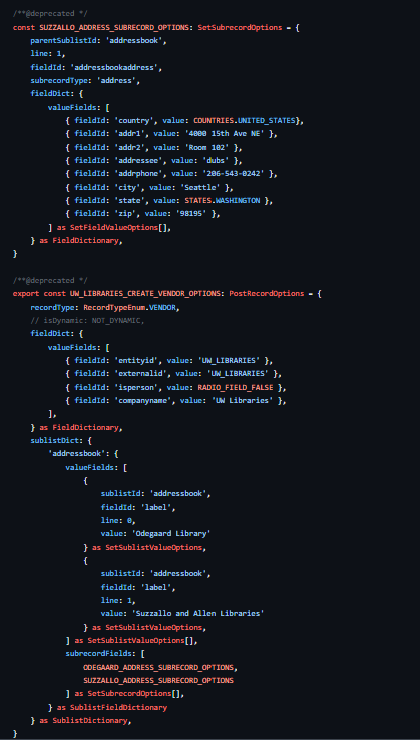 /**@deprecated */
const SUZZALLO_ADDRESS_SUBRECORD_OPTIONS: SetSubrecordOptions = {
    parentSublistId: 'addressbook',
    line: 1,
    fieldId: 'addressbookaddress',
    subrecordType: 'address',
    fieldDict: {
        valueFields: [
            { fieldId: 'country', value: COUNTRIES.UNITED_STATES},
            { fieldId: 'addr1', value: '4000 15th Ave NE' },
            { fieldId: 'addr2', value: 'Room 102' },
            { fieldId: 'addressee', value: 'dubs' },
            { fieldId: 'addrphone', value: '206-543-0242' },
            { fieldId: 'city', value: 'Seattle' },
            { fieldId: 'state', value: STATES.WASHINGTON },
            { fieldId: 'zip', value: '98195' },
        ] as SetFieldValueOptions[],
    } as FieldDictionary,
}
/**@deprecated */
export const UW_LIBRARIES_CREATE_VENDOR_OPTIONS: PostRecordOptions = {
    recordType: RecordTypeEnum.VENDOR,
    // isDynamic: NOT_DYNAMIC,
    fieldDict: {
        valueFields: [
            { fieldId: 'entityid', value: 'UW_LIBRARIES' },
            { fieldId: 'externalid', value: 'UW_LIBRARIES' },
            { fieldId: 'isperson', value: RADIO_FIELD_FALSE },
            { fieldId: 'companyname', value: 'UW Libraries' },
        ],
    } as FieldDictionary,
    sublistDict: {
        'addressbook': {
            valueFields: [
                {
                    sublistId: 'addressbook',
                    fieldId: 'label',
                    line: 0,
                    value: 'Odegaard Library'
                } as SetSublistValueOptions,
                {
                    sublistId: 'addressbook',
                    fieldId: 'label',
                    line: 1,
                    value: 'Suzzallo and Allen Libraries'
                } as SetSublistValueOptions,
            ] as SetSublistValueOptions[],
            subrecordFields: [
                ODEGAARD_ADDRESS_SUBRECORD_OPTIONS,
                SUZZALLO_ADDRESS_SUBRECORD_OPTIONS
            ] as SetSubrecordOptions[],
        } as SublistFieldDictionary
    } as SublistDictionary,
}